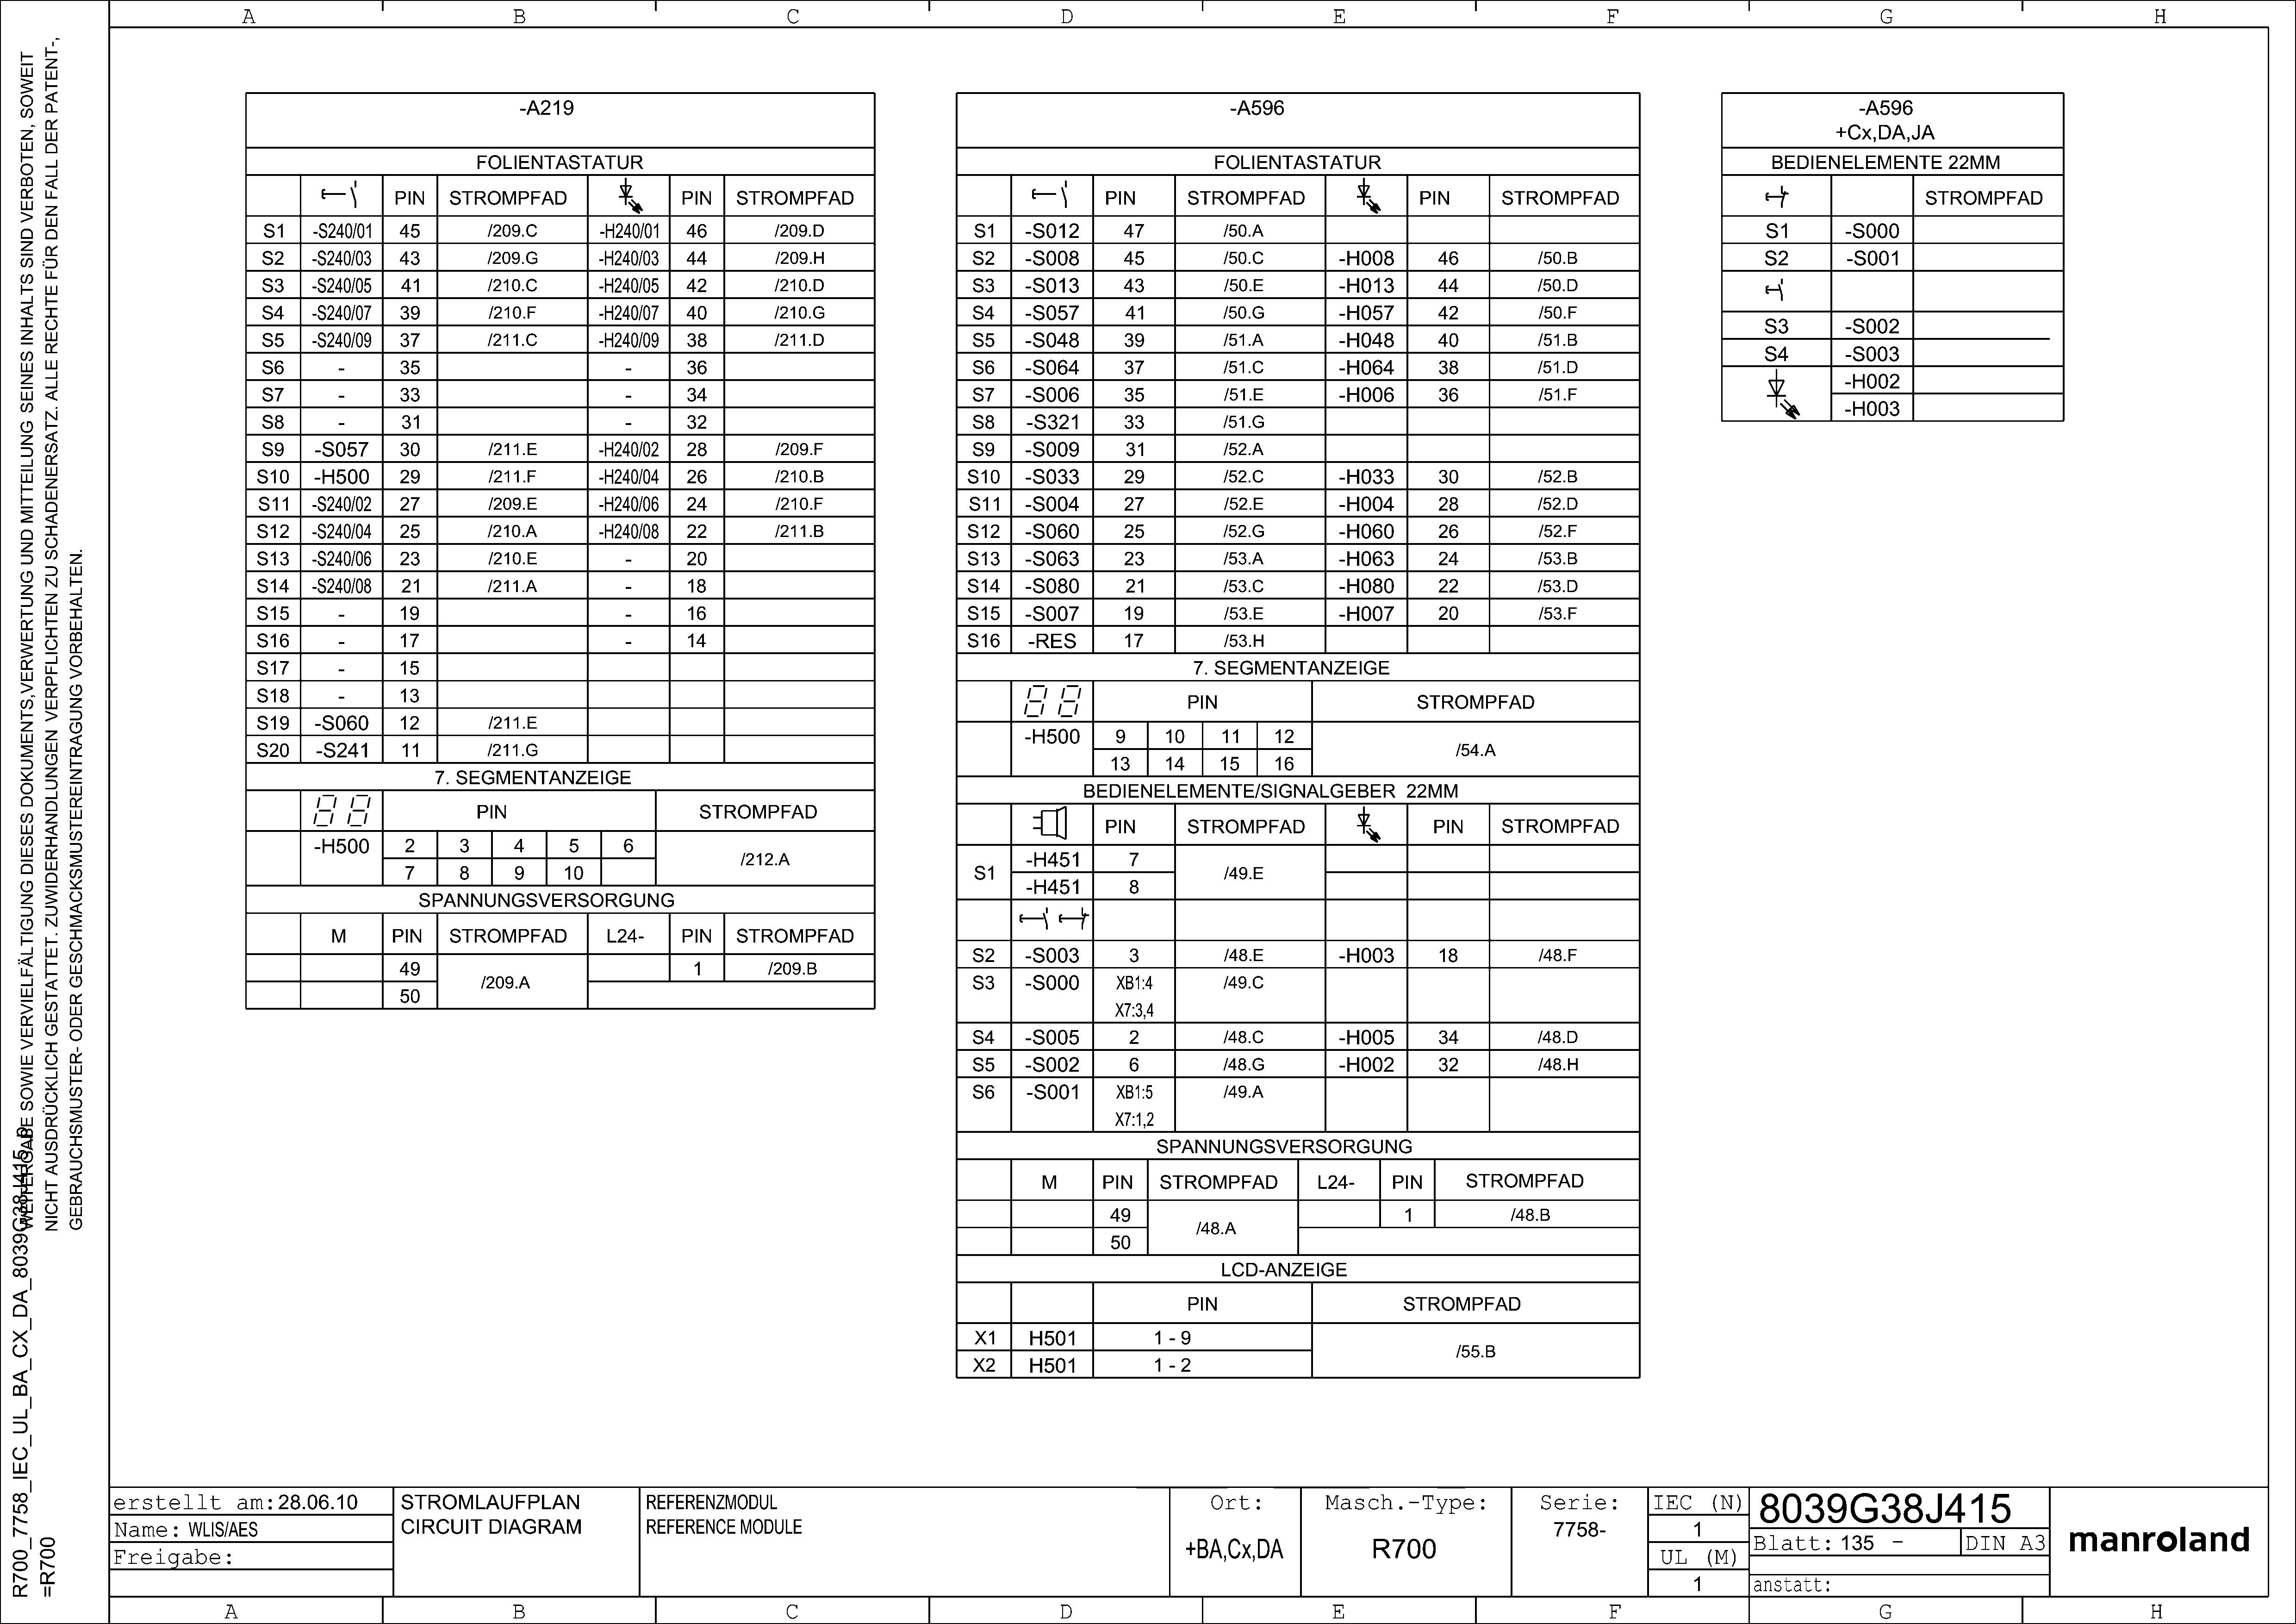 A B C D E F G H
-A219
FOLIENTASTATUR
PIN STROMPFAD PIN STROMPFAD
S1 -S240/01 45 /209.C -H240/01 46 /209.D
S2 -S240/03 43 /209.G -H240/03 44 /209.H
S3 -S240/05 41 /210.C -H240/05 42 /210.D
S4 -S240/07 39 /210.F -H240/07 40 /210.G
S5 -S240/09 37 /211.C -H240/09 38 /211.D
S6 - 35 - 36
S7 - 33 - 34
S8 - 31 - 32
S9 -S057 30 /211.E -H240/02 28 /209.F
S10 -H500 29 /211.F -H240/04 26 /210.B
S11 -S240/02 27 /209.E -H240/06 24 /210.F
S12 -S240/04 25 /210.A -H240/08 22 /211.B
S13 -S240/06 23 /210.E - 20
S14 -S240/08 21 /211.A - 18
S15 - 19 - 16
S16 - 17 - 14
S17 - 15
S18 - 13
S19 -S060 12 /211.E
S20 -S241 11 /211.G
7. SEGMENTANZEIGE
PIN STROMPFAD
-H500 2 3 4 5 6 /212.A
7 8 9 10
SPANNUNGSVERSORGUNG
M PIN STROMPFAD L24- PIN STROMPFAD
49 /209.A 1 /209.B
50
-A596
FOLIENTASTATUR
PIN STROMPFAD PIN STROMPFAD
S1 -S012 47 /50.A
S2 -S008 45 /50.C -H008 46 /50.B
S3 -S013 43 /50.E -H013 44 /50.D
S4 -S057 41 /50.G -H057 42 /50.F
S5 -S048 39 /51.A -H048 40 /51.B
S6 -S064 37 /51.C -H064 38 /51.D
S7 -S006 35 /51.E -H006 36 /51.F
S8 -S321 33 /51.G
S9 -S009 31 /52.A
S10 -S033 29 /52.C -H033 30 /52.B
S11 -S004 27 /52.E -H004 28 /52.D
S12 -S060 25 /52.G -H060 26 /52.F
S13 -S063 23 /53.A -H063 24 /53.B
S14 -S080 21 /53.C -H080 22 /53.D
S15 -S007 19 /53.E -H007 20 /53.F
S16 -RES 17 /53.H
7. SEGMENTANZEIGE
PIN STROMPFAD
-H500 9 10 11 12 /54.A
13 14 15 16
BEDIENELEMENTE/SIGNALGEBER 22MM
PIN STROMPFAD PIN STROMPFAD
S1 -H451 7 /49.E
-H451 8
S2 -S003 3 /48.E -H003 18 /48.F
S3 -S000 XB1:4 /49.C
X7:3,4
S4 -S005 2 /48.C -H005 34 /48.D
S5 -S002 6 /48.G -H002 32 /48.H
S6 -S001 XB1:5 /49.A
X7:1,2
SPANNUNGSVERSORGUNG
M PIN STROMPFAD L24- PIN STROMPFAD
49 /48.A 1 /48.B
50
LCD-ANZEIGE
PIN STROMPFAD
X1 H501 1 - 9 /55.B
X2 H501 1 - 2
-A596
+Cx,DA,JA
BEDIENELEMENTE 22MM
STROMPFAD
S1 -S000
S2 -S001
S3 -S002
S4 -S003
-H002
-H003
WEITERGABE SOWIE VERVIELFÄLTIGUNG DIESES DOKUMENTS,VERWERTUNG UND MITTEILUNG SEINES INHALTS SIND VERBOTEN, SOWEIT
NICHT AUSDRÜCKLICH GESTATTET. ZUWIDERHANDLUNGEN VERPFLICHTEN ZU SCHADENERSATZ. ALLE RECHTE FÜR DEN FALL DER PATENT-,
GEBRAUCHSMUSTER- ODER GESCHMACKSMUSTEREINTRAGUNG VORBEHALTEN.
R700_7758_IEC_UL_BA_CX_DA_8039G38J415_p
=R700
erstellt am: 28.06.10
Name: WLIS/AES
Freigabe:
STROMLAUFPLAN
CIRCUIT DIAGRAM
REFERENZMODUL
REFERENCE MODULE
Ort:
+BA,Cx,DA
Masch.-Type:
R700
Serie:
7758-
IEC (N)
1
UL (M)
1
8039G38J415
Blatt: 135 - DIN A3
anstatt:
manroland
A B C D E F G H